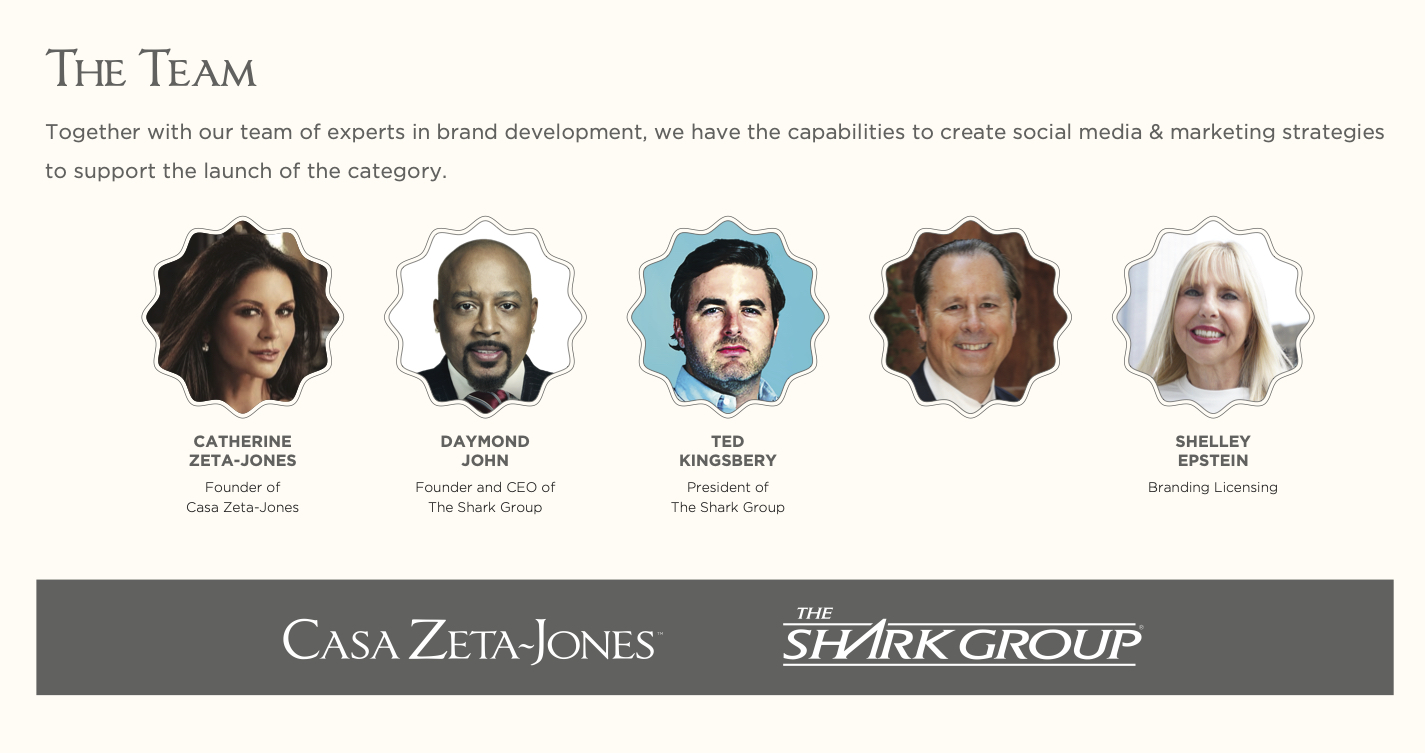 The Team
Together with our team of experts in brand development, we have the capabilities to create social media & marketing strategies
to support the launch of the category.
CATHERINE
ZETA-JONES
Founder of
Casa Zeta-Jones
DAYMOND
JOHN
Founder and CEO of
The Shark Group
TED
KINGSBERY
President of
The Shark Group
SHELLEY
EPSTEIN
Branding Licensing
Casa Zeta~Jones™
THE
SHARK GROUP®